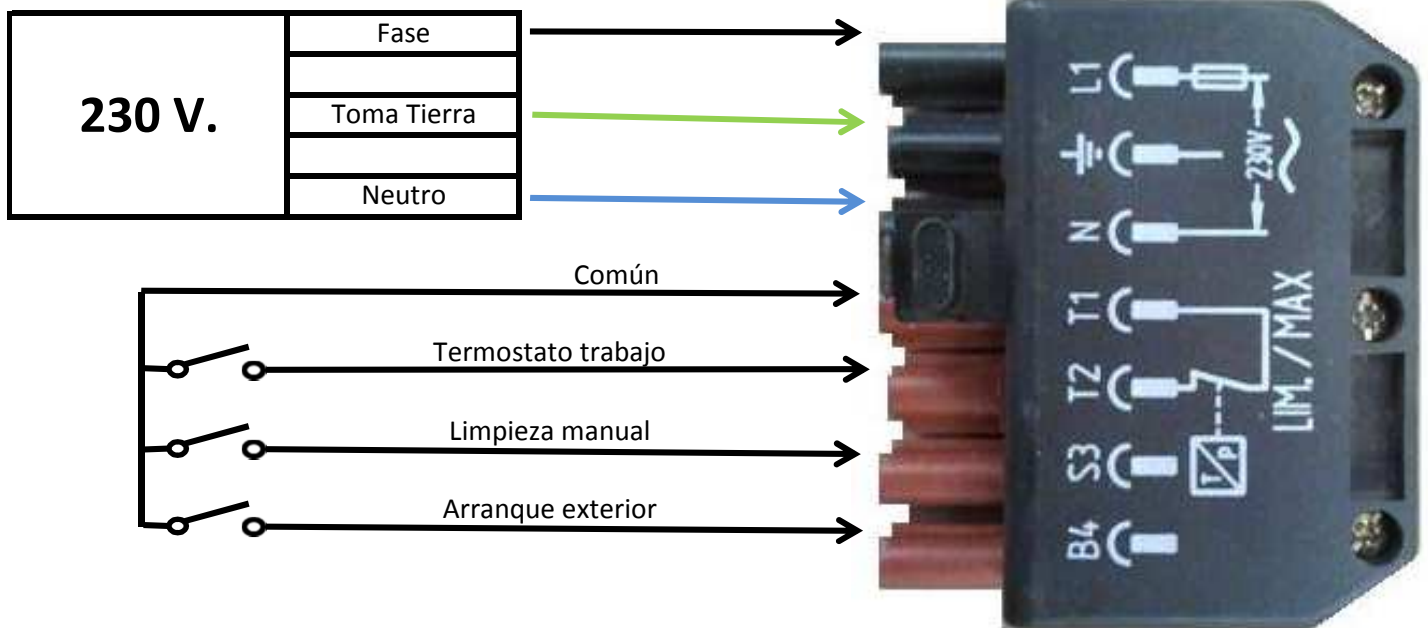 230 V.
Fase
Toma Tierra
Neutro
Común
Termostato trabajo
Limpieza manual
Arranque exterior
L1
N
T1
T2
S3
B4
230V
LIM./MAX
T/P